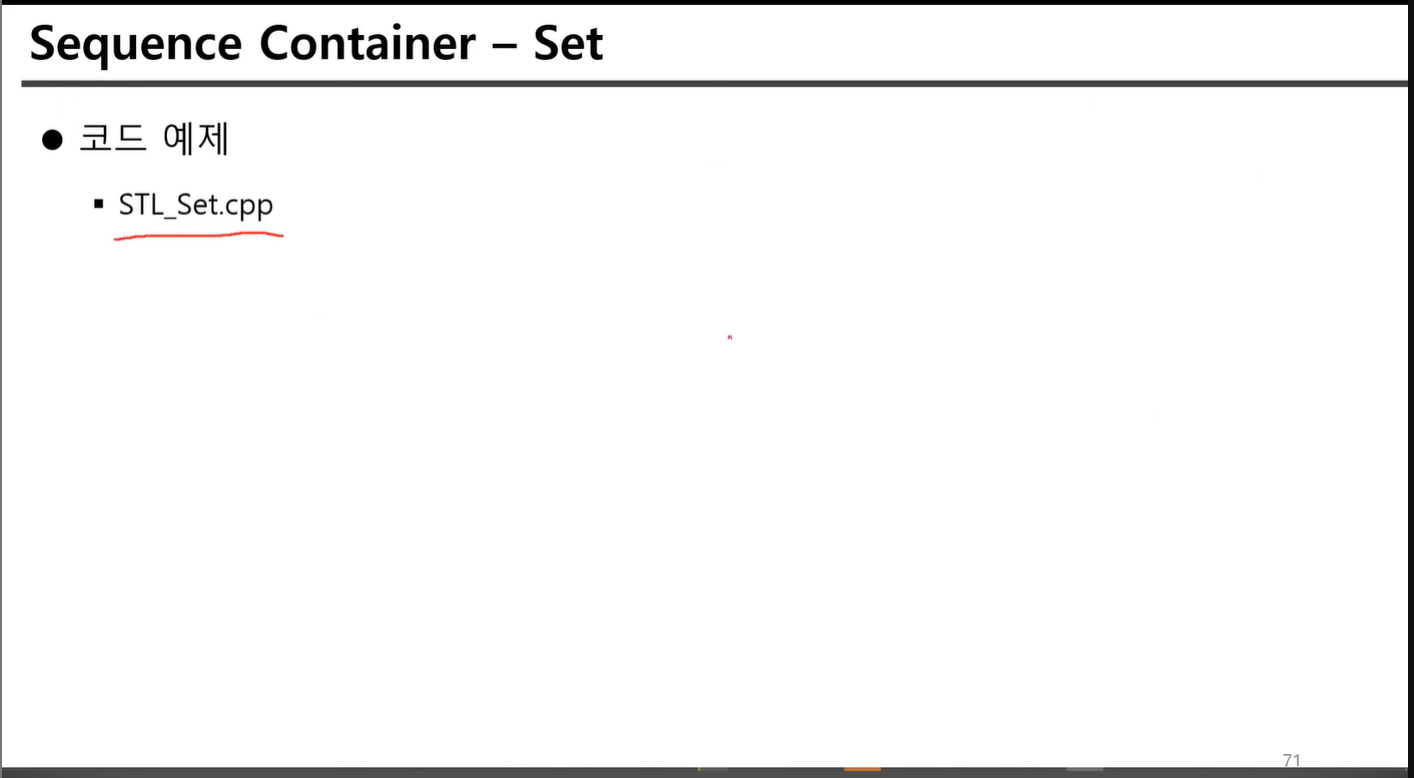 Sequence Container – Set
● 코드 예제
▪ STL_Set.cpp
71